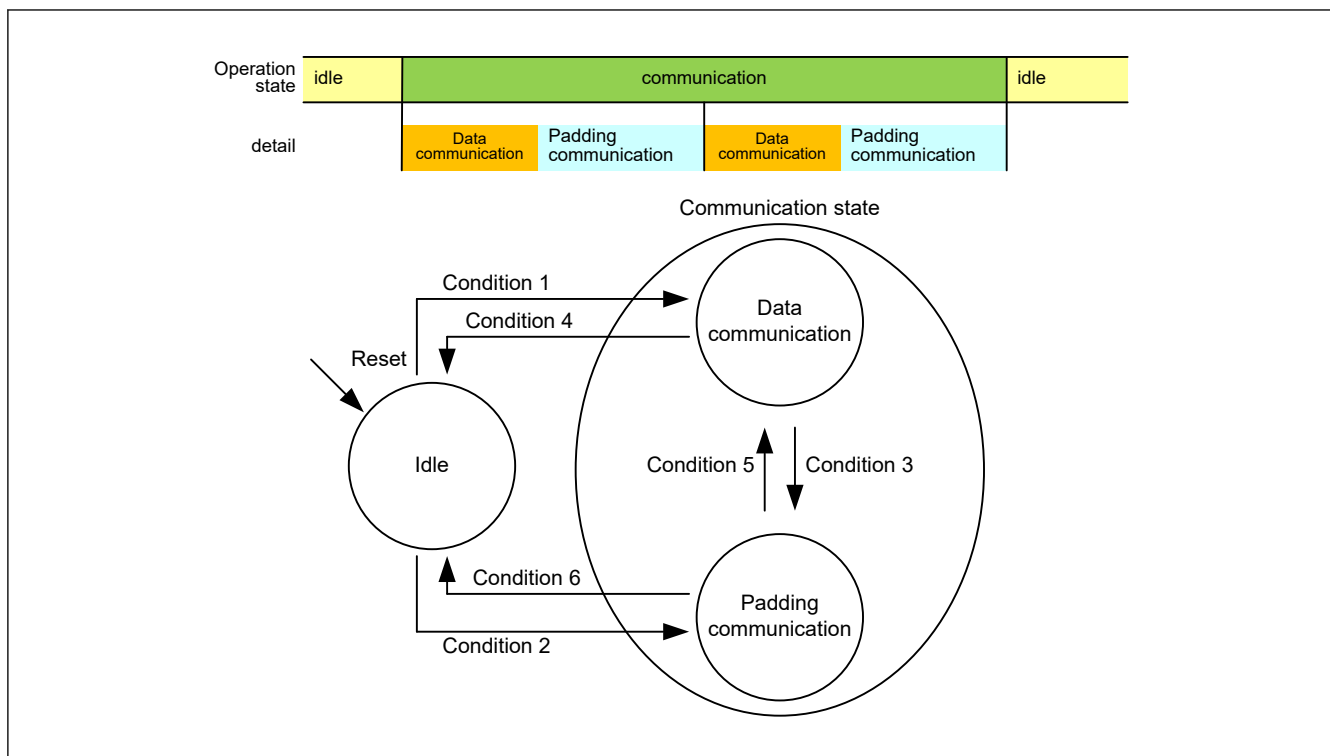 Operation
state
idle
communication
idle
detail
Data
communication
Padding
communication
Data
communication
Padding
communication
Communication state
Condition 1
Data
communication
Condition 4
Reset
Idle
Condition 5
Condition 3
Condition 6
Padding
communication
Condition 2